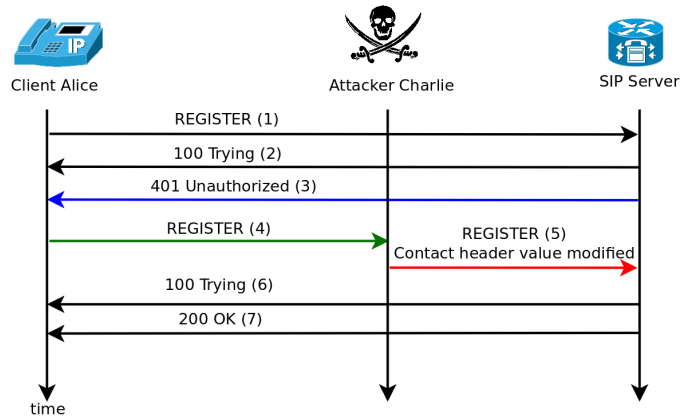 IP
Client Alice
Attacker Charlie
SIP Server
REGISTER (1)
100 Trying (2)
401 Unauthorized (3)
REGISTER (4)
REGISTER (5)
Contact header value modified
100 Trying (6)
200 OK (7)
time